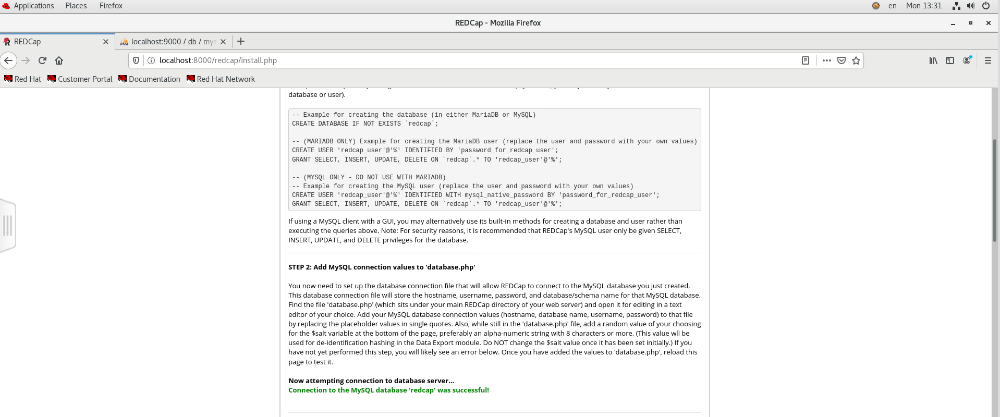 Applications Places Firefox en Mon 13:31
REDCap - Mozilla Firefox
REDCap localhost:9000 / db / mys
localhost:8000/redcap/install.php
Red Hat Customer Portal Documentation Red Hat Network
database or user).
-- Example for creating the database (in either MariaDB or MySQL)
CREATE DATABASE IF NOT EXISTS `redcap`;
-- (MARIADB ONLY) Example for creating the MariaDB user (replace the user and password with your own values)
CREATE USER 'redcap_user'@'%' IDENTIFIED BY 'password_for_redcap_user';
GRANT SELECT, INSERT, UPDATE, DELETE ON `redcap`.* TO 'redcap_user'@'%';
-- (MYSQL ONLY - DO NOT USE WITH MARIADB)
-- Example for creating the MySQL user (replace the user and password with your own values)
CREATE USER 'redcap_user'@'%' IDENTIFIED WITH mysql_native_password BY 'password_for_redcap_user';
GRANT SELECT, INSERT, UPDATE, DELETE ON `redcap`.* TO 'redcap_user'@'%';
If using a MySQL client with a GUI, you may alternatively use its built-in methods for creating a database and user rather than
executing the queries above. Note: For security reasons, it is recommended that REDCap's MySQL user only be given SELECT,
INSERT, UPDATE, and DELETE privileges for the database.
STEP 2: Add MySQL connection values to 'database.php'
You now need to set up the database connection file that will allow REDCap to connect to the MySQL database you just created.
This database connection file will store the hostname, username, password, and database/schema name for that MySQL database.
Find the file 'database.php' (which sits under your main REDCap directory of your web server) and open it for editing in a text
editor of your choice. Add your MySQL database connection values (hostname, database name, username, password) to that file
by replacing the placeholder values in single quotes. Also, while still in the 'database.php' file, add a random value of your choosing
for the $salt variable at the bottom of the page, preferably an alpha-numeric string with 8 characters or more. (This value wll be
used for de-identification hashing in the Data Export module. Do NOT change the $salt value once it has been set initially.) If you
have not yet performed this step, you will likely see an error below. Once you have added the values to 'database.php', reload this
page to test it.
Now attempting connection to database server...
Connection to the MySQL database 'redcap' was successful!